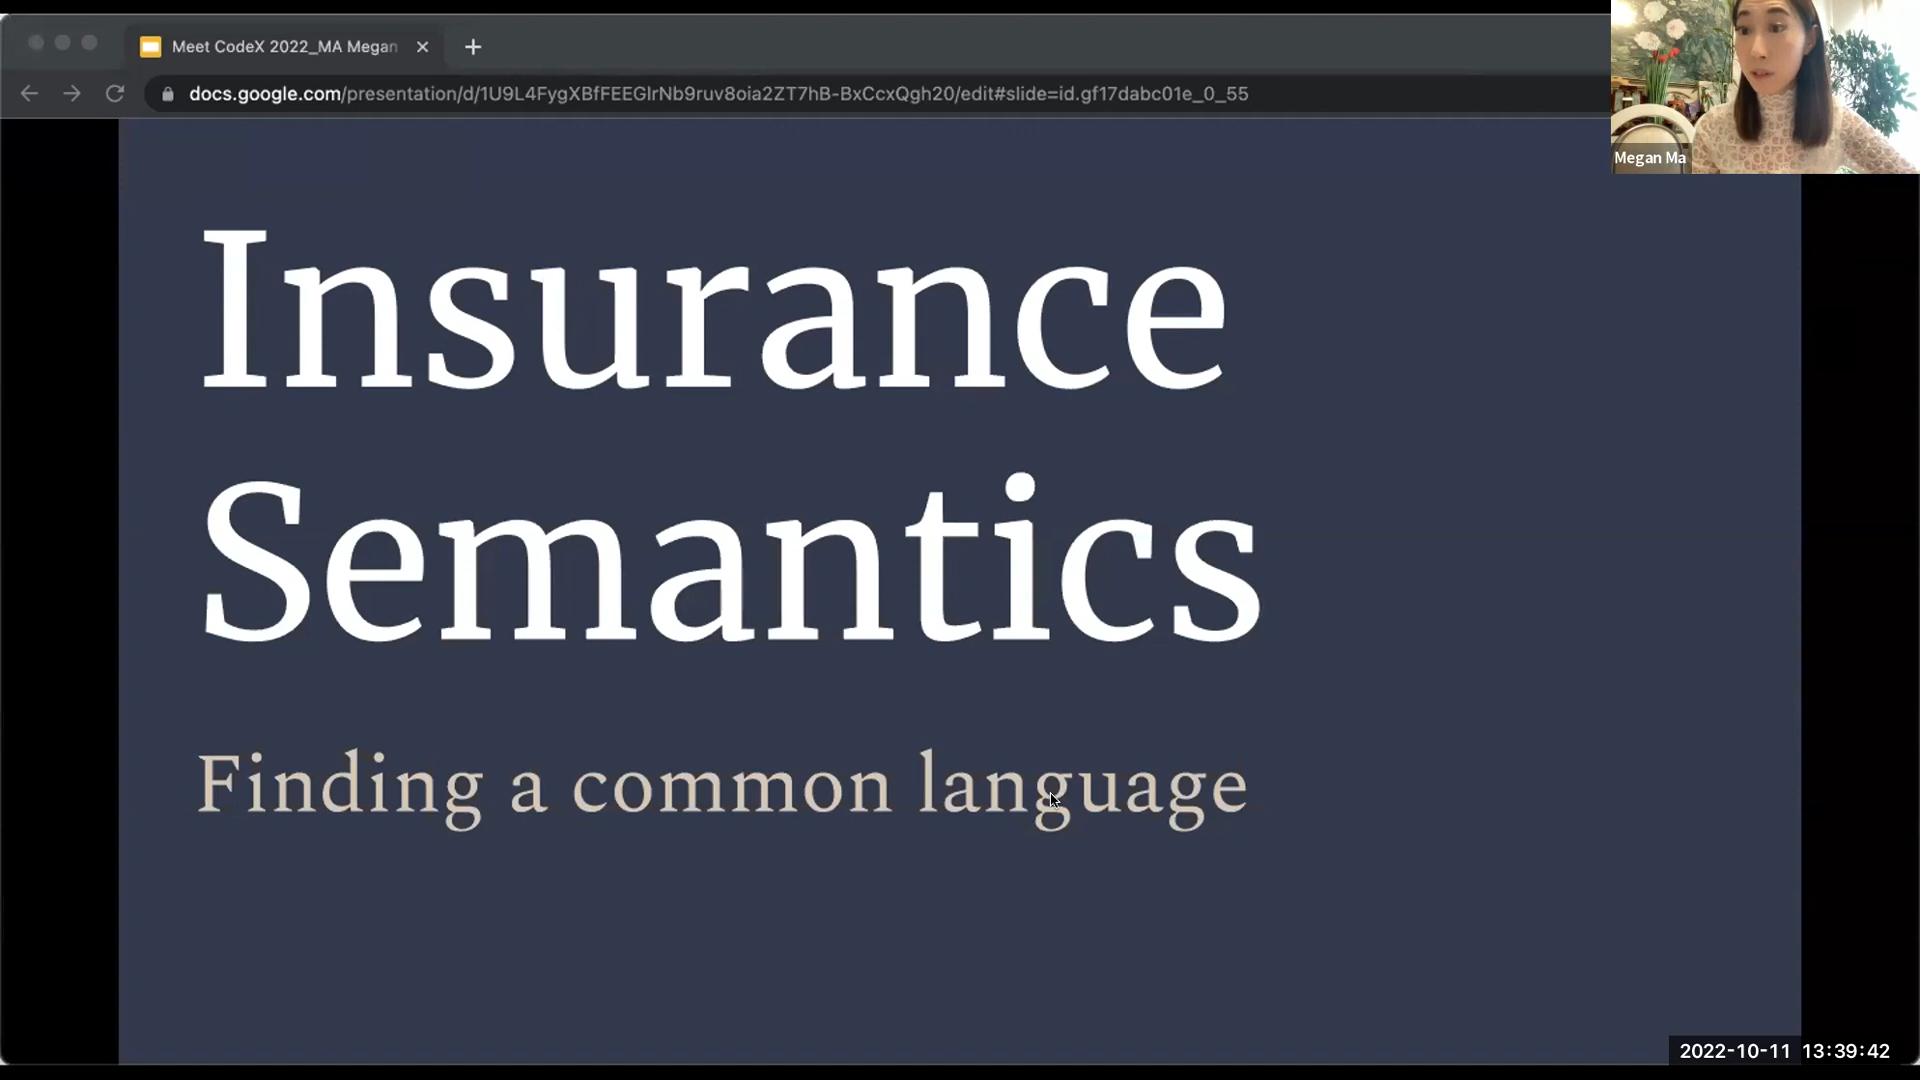 Meet CodeX 2022_MA Megan
docs.google.com/presentation/d/1U9L4FygXBfFEEGlrNb9ruv8oia2ZT7hB-BxCcxQgh20/edit#slide=id.gf17dabc01e_0_55
Megan Ma
Insurance
Semantics
Finding a common language
2022-10-11 13:39:42